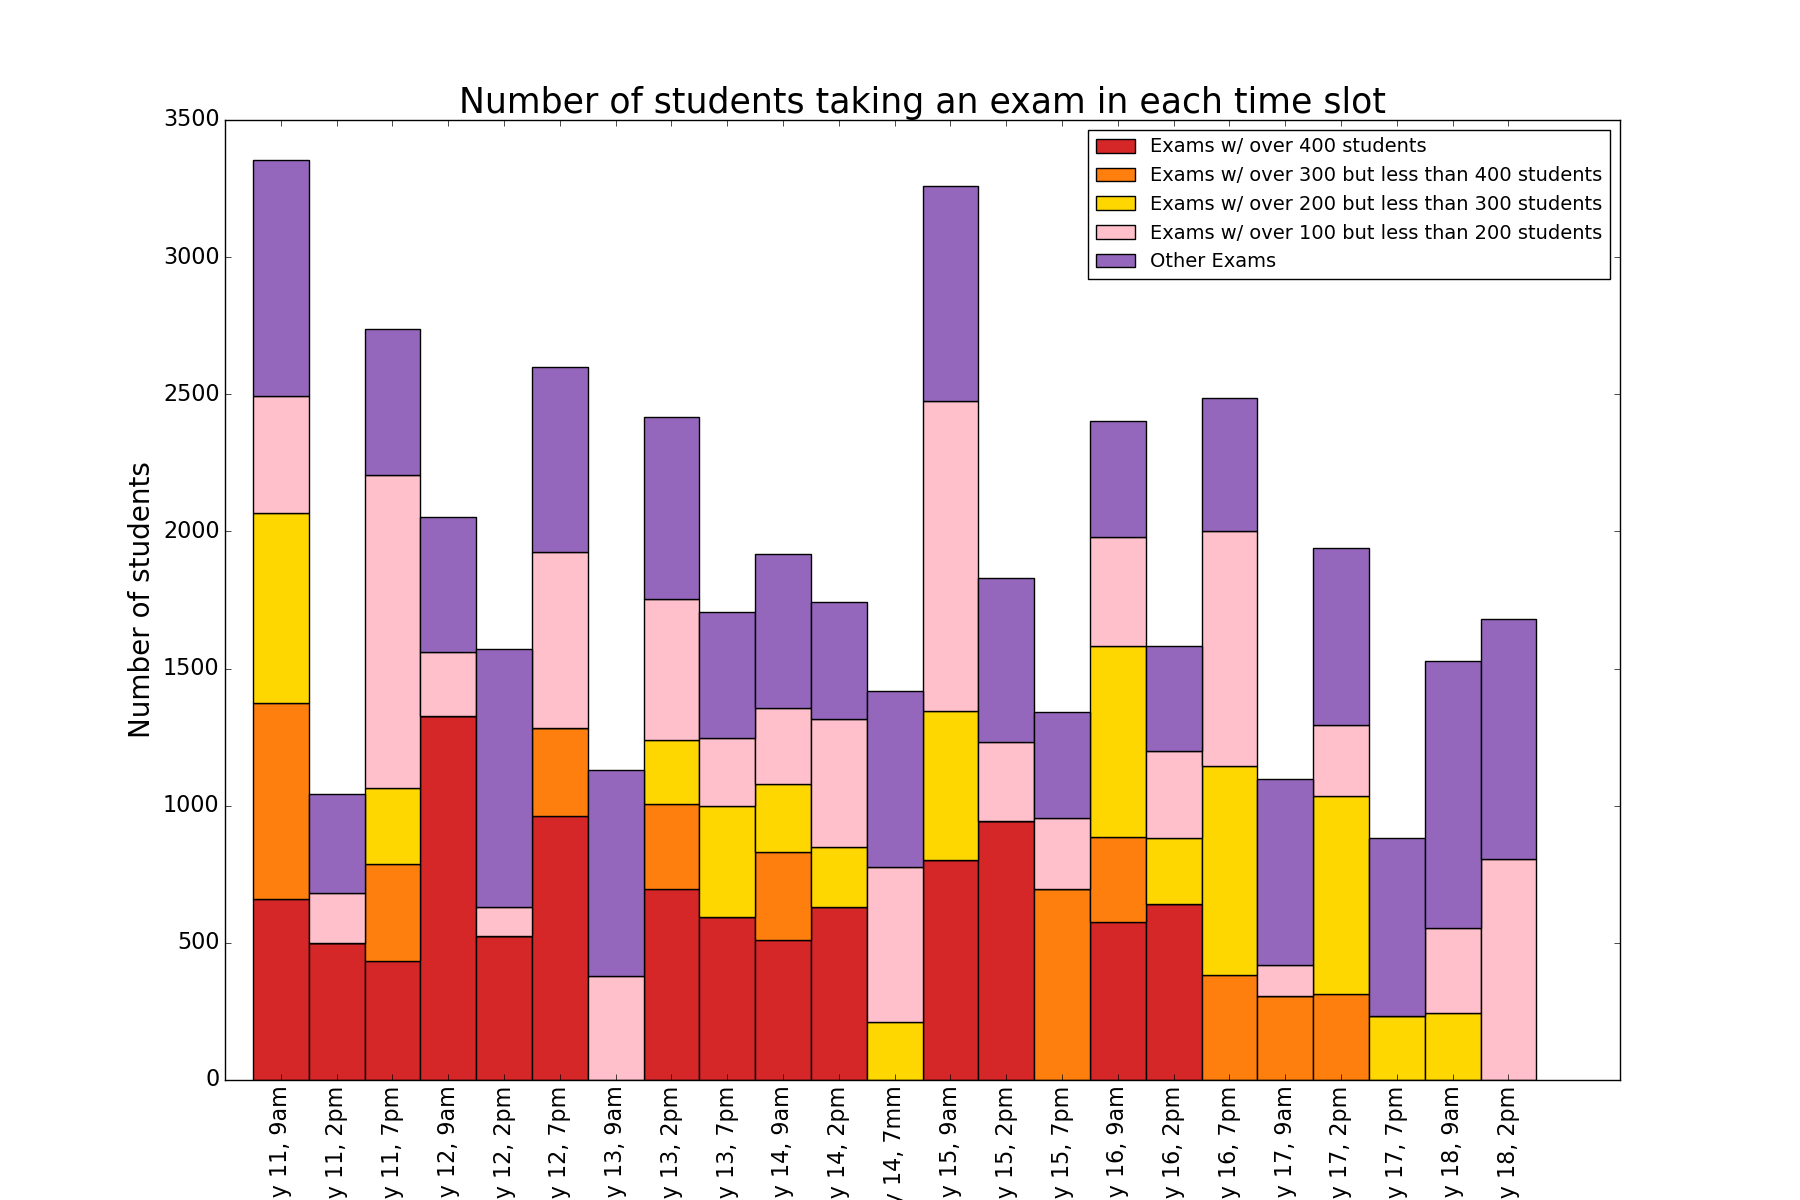 Number of students taking an exam in each time slot
Exams w/ over 400 students
Exams w/ over 300 but less than 400 students
Exams w/ over 200 but less than 300 students
Exams w/ over 100 but less than 200 students
Other Exams
Number of students
3500
3000
2500
2000
1500
1000
500
0
y 11, 9am
y 11, 2pm
y 11, 7pm
y 12, 9am
y 12, 2pm
y 12, 7pm
y 13, 9am
y 13, 2pm
y 13, 7pm
y 14, 9am
y 14, 2pm
y 14, 7mm
y 15, 9am
y 15, 2pm
y 15, 7pm
y 16, 9am
y 16, 2pm
y 16, 7pm
y 17, 9am
y 17, 2pm
y 17, 7pm
y 18, 9am
y 18, 2pm